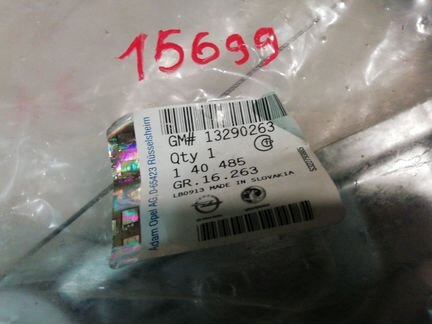 15699
GM# 13290263
Qty 1
1 40 485
GR.16.263
LB0913 MADE IN SLOVAKIA
Adam Opel AG, D-65423 Rüsselsheim